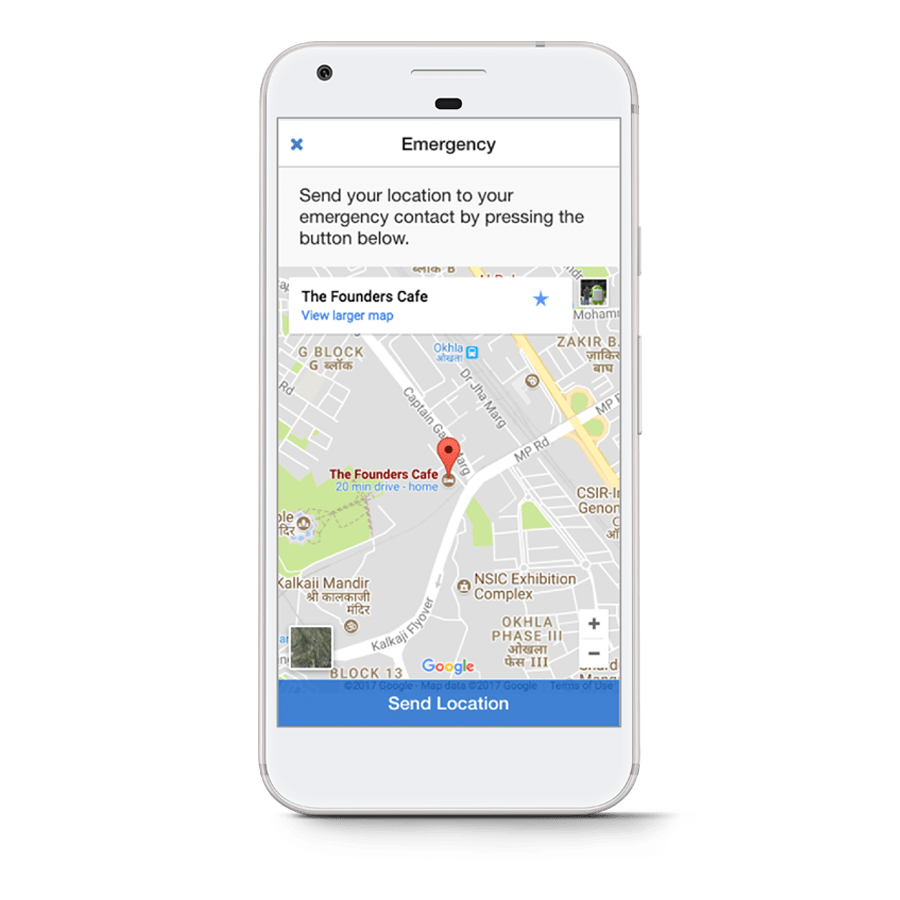 Emergency
Send your location to your
emergency contact by pressing the
button below.
ब्लॉक B
The Founders Cafe
View larger map
G BLOCK
G ब्लॉक
Okhla
ओखला
ZAKIR B
बाघ
Rd
Dr Jha Marg
Captain Ga Marg
MP Rd
MP R
The Founders Cafe
20 min drive - home
CSIR-I
Genon
Kalkaji Mandir
श्री कालकाजी
मंदिर
NSIC Exhibition
Complex
Kalkaji Flyover
OKHLA
PHASE III
ओखला
फेस III
+
−
BLOCK 13
Google
©2017 Google - Map data ©2017 Google Terms of Use
Send Location